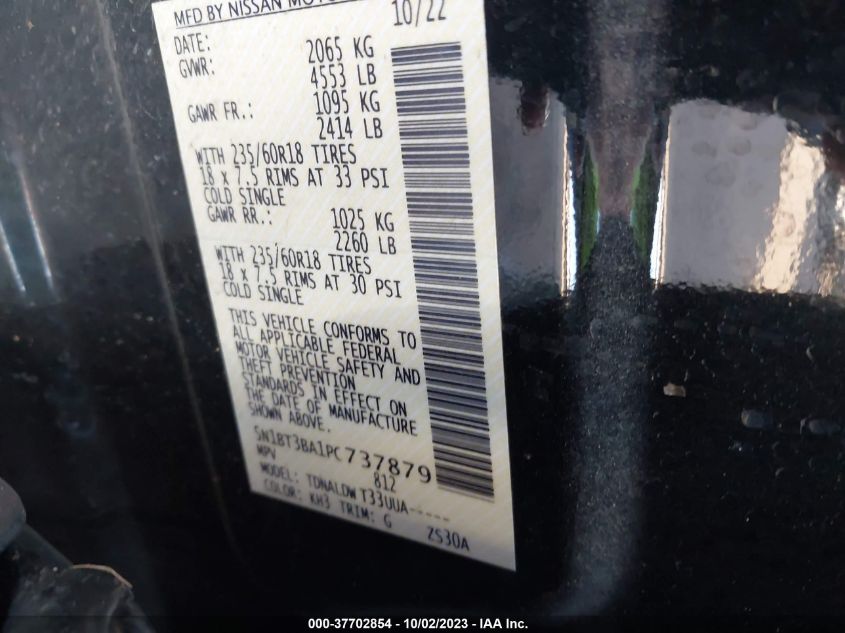 MFD BY NISSAN MOTOR
DATE: 10/22
GVWR: 2065 KG
4553 LB
GAWR FR.: 1095 KG
2414 LB
WITH 235/60R18 TIRES
18 x 7.5 RIMS AT 33 PSI
COLD SINGLE
GAWR RR.: 1025 KG
2260 LB
WITH 235/60R18 TIRES
18 x 7.5 RIMS AT 30 PSI
COLD SINGLE
THIS VEHICLE CONFORMS TO
ALL APPLICABLE FEDERAL
MOTOR VEHICLE SAFETY AND
THEFT PREVENTION
STANDARDS IN EFFECT ON
THE DATE OF MANUFACTURE
SHOWN ABOVE.
5N1BT3BA1PC737879
MPV 812
MODEL: TDNALDW T33UUA-----
COLOR: KH3 TRIM: G ZS30A
000-37702854 - 10/02/2023 - IAA Inc.